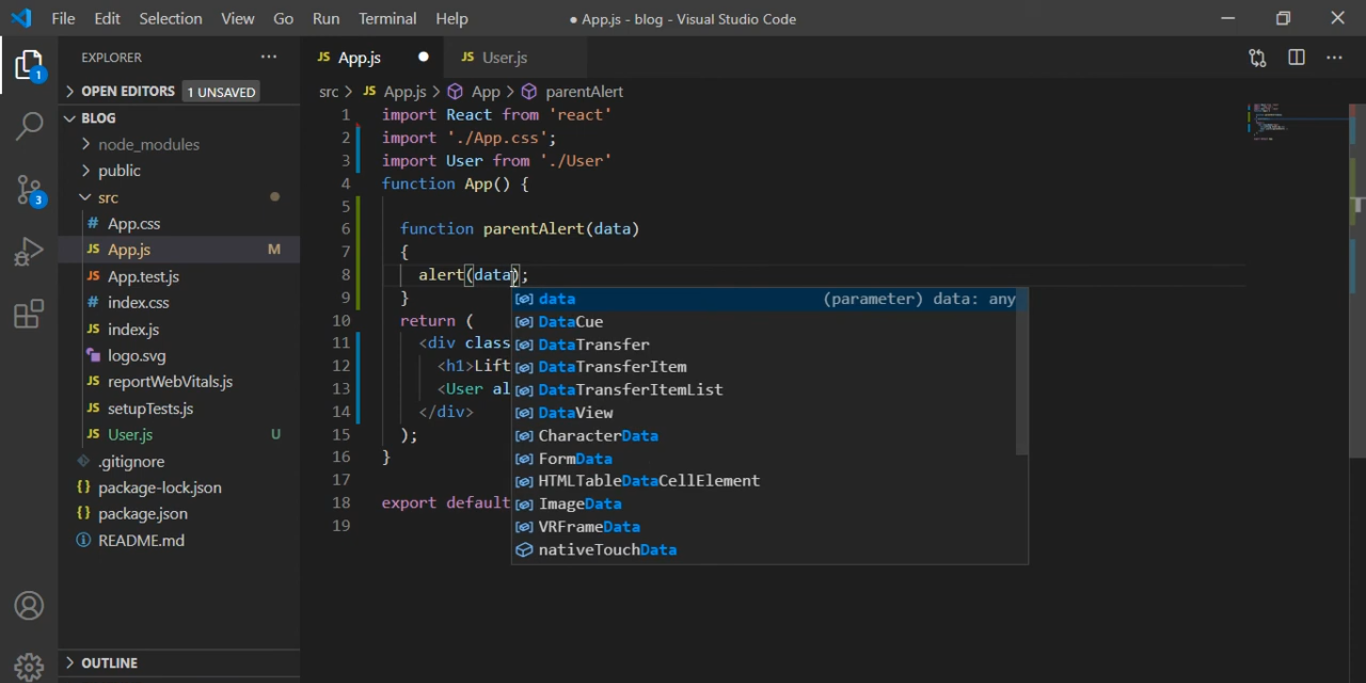 File Edit Selection View Go Run Terminal Help
● App.js - blog - Visual Studio Code
EXPLORER
OPEN EDITORS 1 UNSAVED
BLOG
node_modules
public
src
# App.css
JS App.js M
JS App.test.js
# index.css
JS index.js
logo.svg
JS reportWebVitals.js
JS setupTests.js
JS User.js U
.gitignore
{} package-lock.json
{} package.json
README.md
OUTLINE
1
3
JS App.js ●
JS User.js
src > JS App.js > App > parentAlert
1 import React from 'react'
2 import './App.css';
3 import User from './User'
4 function App() {
5
6 function parentAlert(data)
7 {
8 alert(data);
9 }
10 return (
11 <div class
12 <h1>Lift
13 <User al
14 </div>
15 );
16 }
17
18 export default
19
data (parameter) data: any
DataCue
DataTransfer
DataTransferItem
DataTransferItemList
DataView
CharacterData
FormData
HTMLTableDataCellElement
ImageData
VRFrameData
nativeTouchData